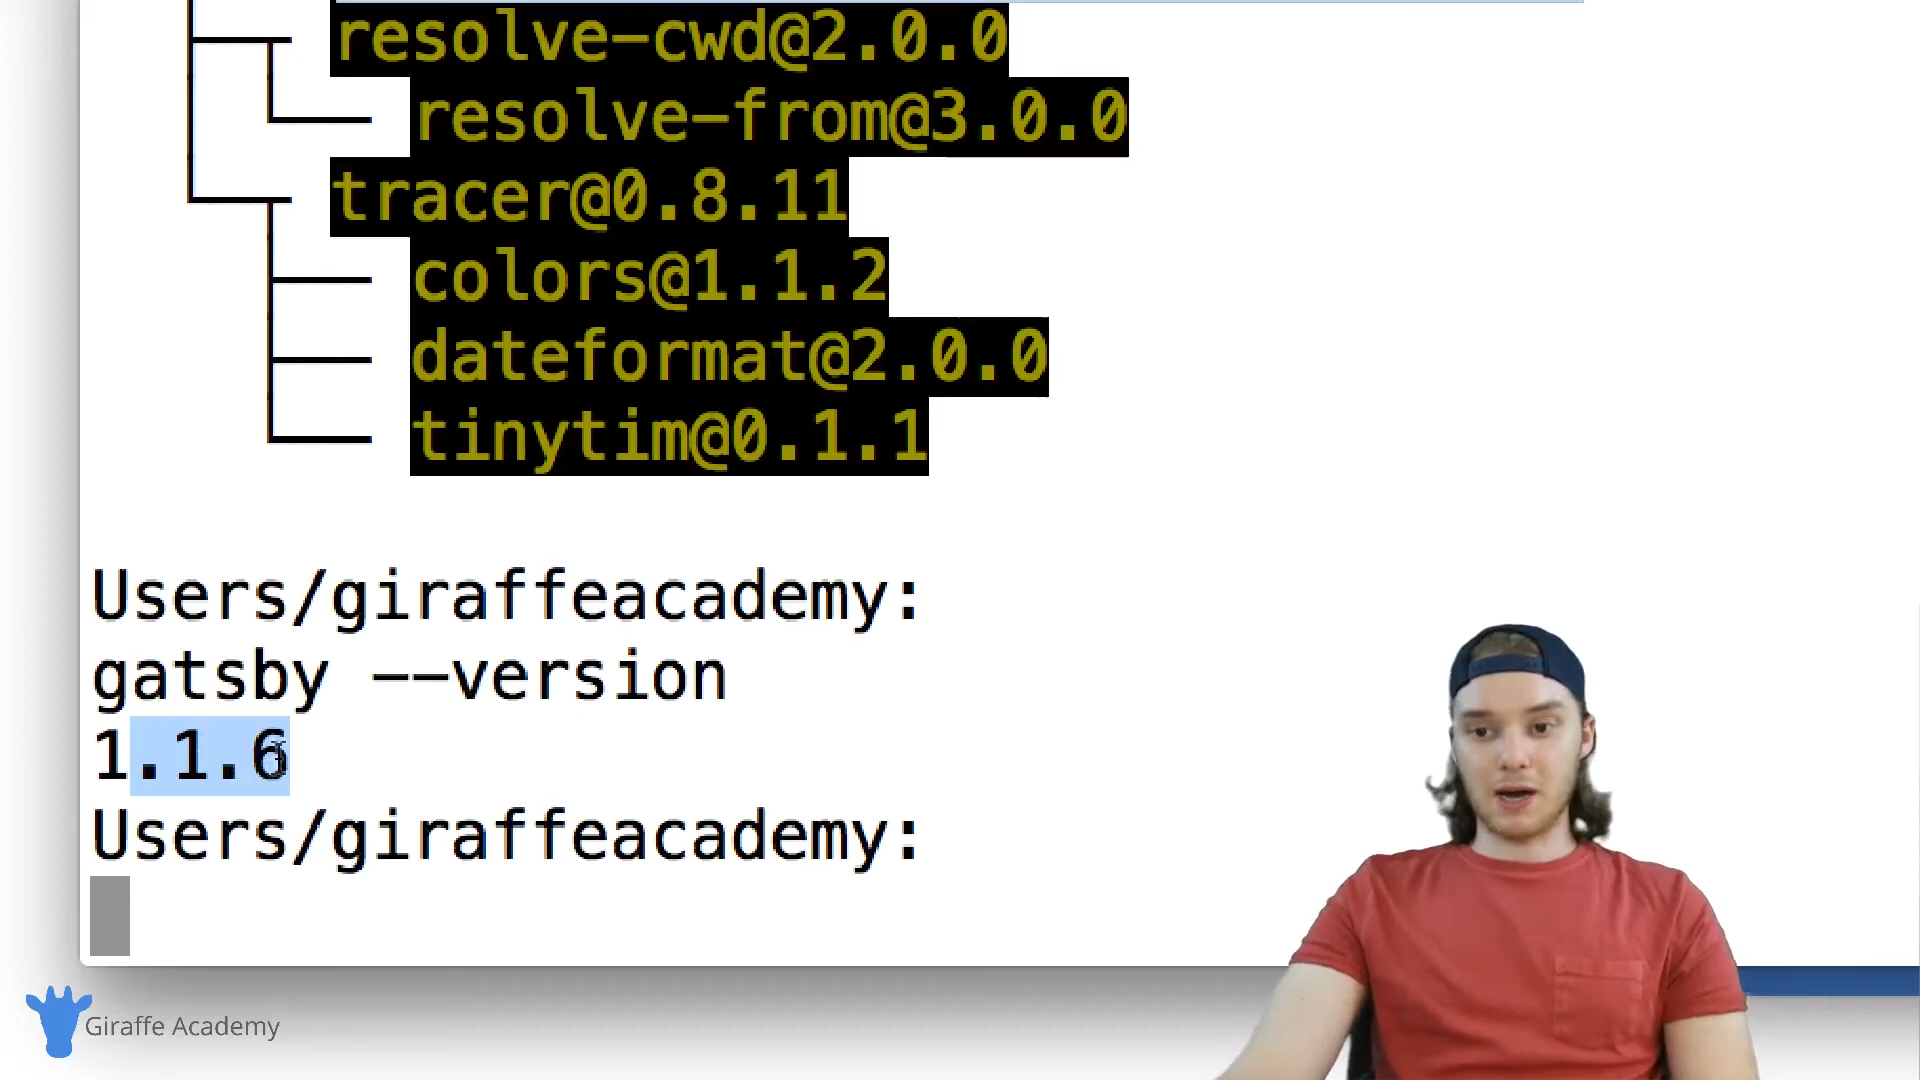 resolve-cwd@2.0.0
resolve-from@3.0.0
tracer@0.8.11
colors@1.1.2
dateformat@2.0.0
tinytim@0.1.1
Users/giraffeacademy:
gatsby --version
1.1.6
Users/giraffeacademy:
Giraffe Academy